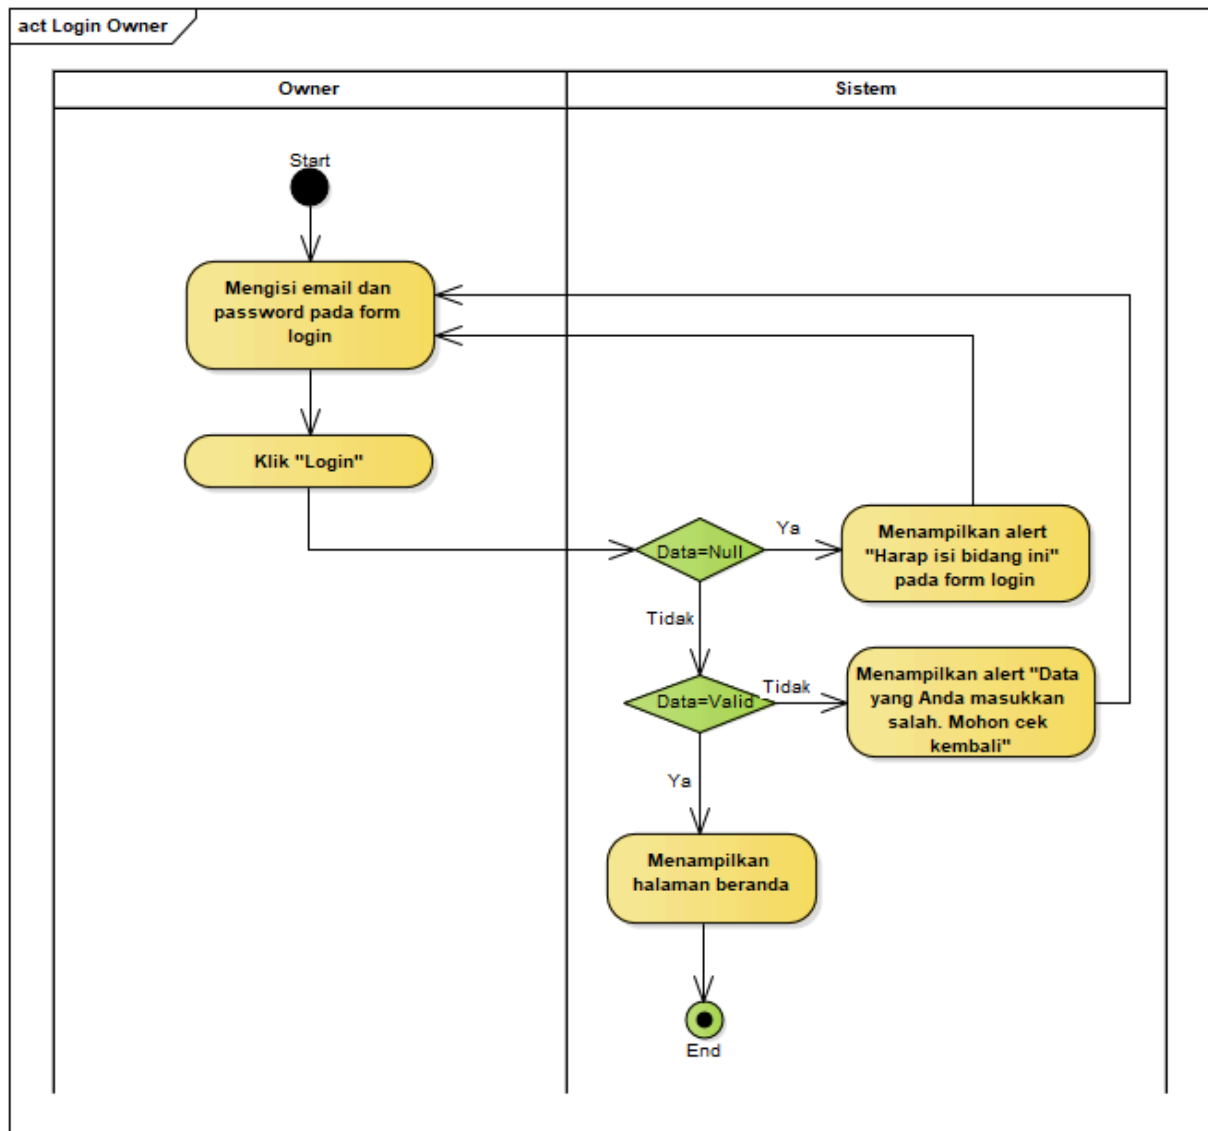 act Login Owner
Owner
Sistem
Start
Mengisi email dan
password pada form
login
Klik "Login"
Data=Null
Ya
Menampilkan alert
"Harap isi bidang ini"
pada form login
Tidak
Data=Valid
Tidak
Menampilkan alert "Data
yang Anda masukkan
salah. Mohon cek
kembali"
Ya
Menampilkan
halaman beranda
End